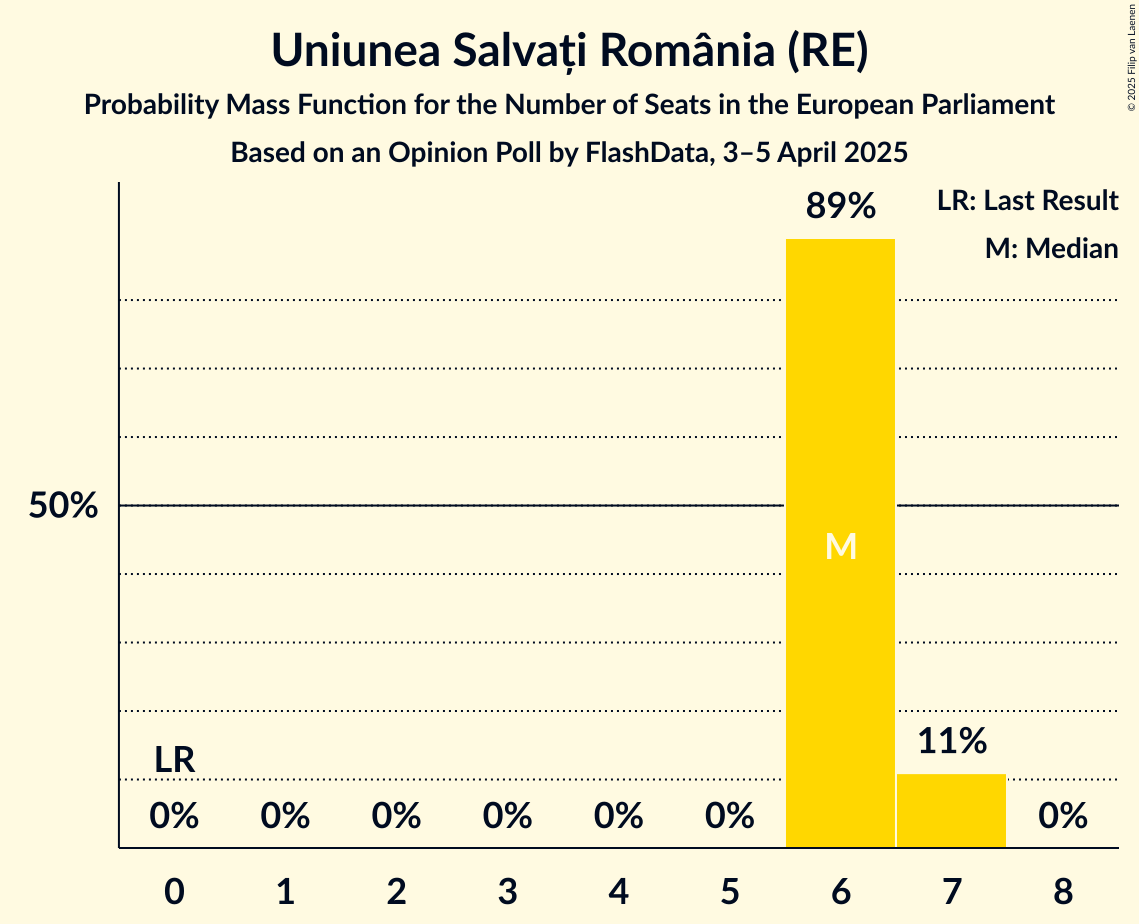 Uniunea Salvați România (RE)
Probability Mass Function for the Number of Seats in the European Parliament
Based on an Opinion Poll by FlashData, 3–5 April 2025
© 2025 Filip van Laenen
LR: Last Result
M: Median
89%
50%
M
11%
LR
0% 0% 0% 0% 0% 0% 0%
0 1 2 3 4 5 6 7 8